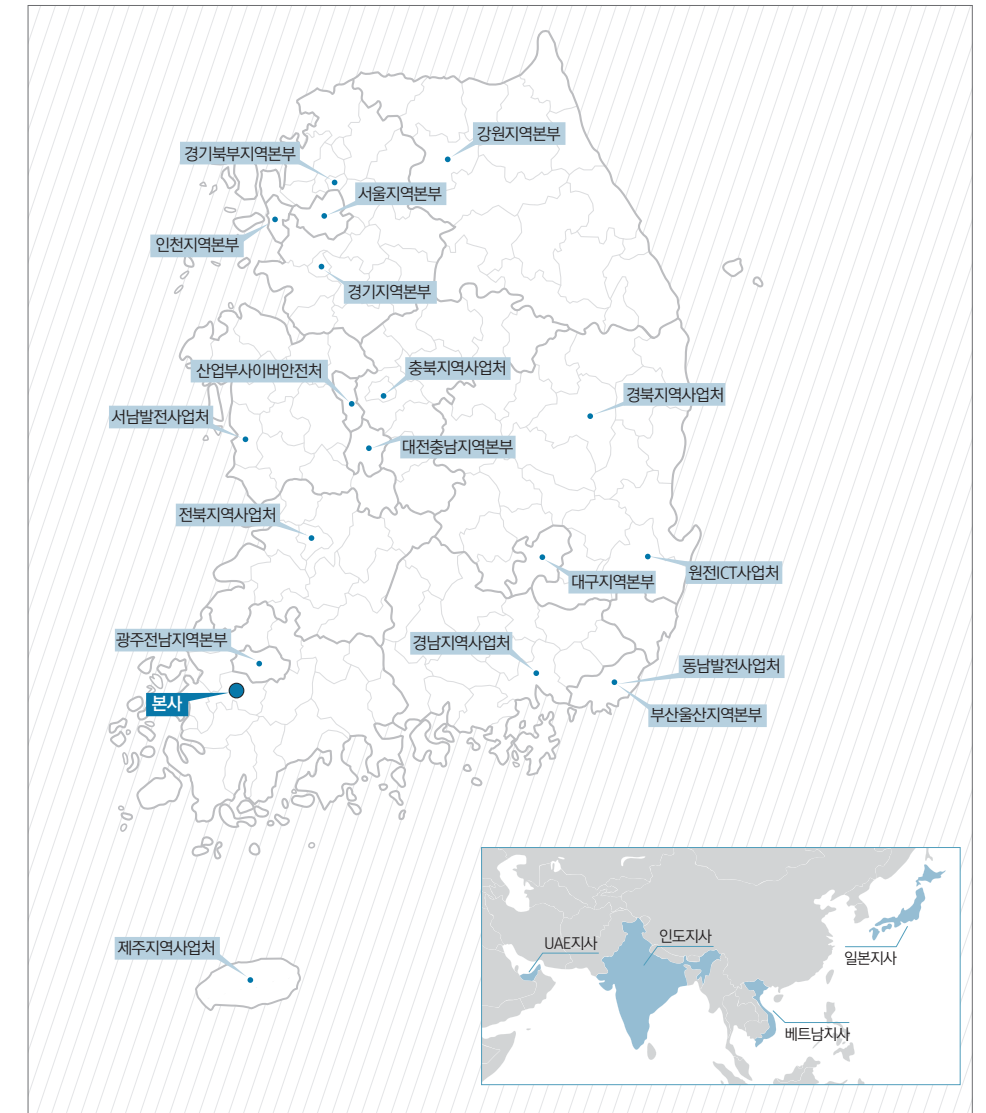 강원지역본부
경기북부지역본부
서울지역본부
인천지역본부
경기지역본부
산업부사이버안전처
충북지역사업처
경북지역사업처
서남발전사업처
대전충남지역본부
전북지역사업처
원전ICT사업처
대구지역본부
광주전남지역본부
경남지역사업처
동남발전사업처
본사
부산울산지역본부
제주지역사업처
UAE지사
인도지사
일본지사
베트남지사